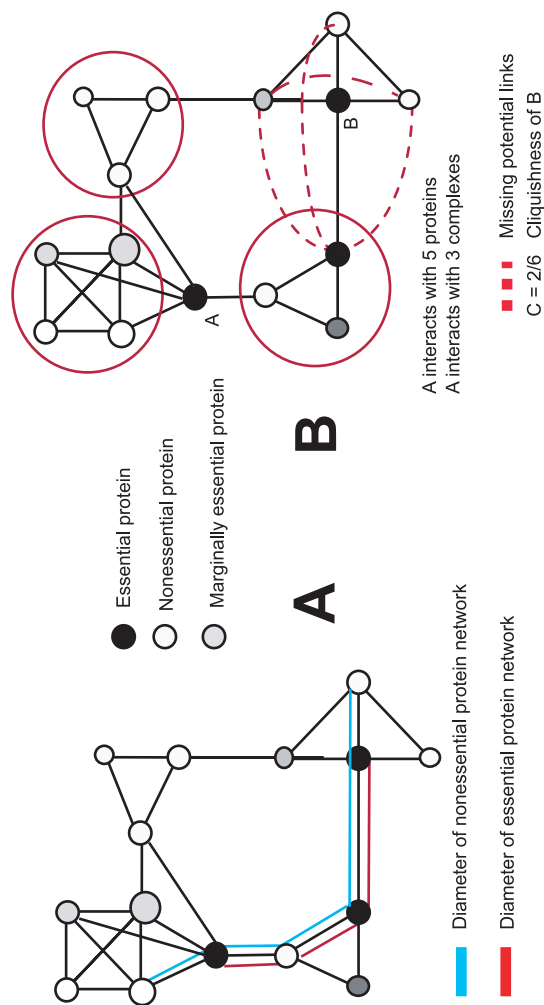 A
Essential protein
Nonessential protein
Marginally essential protein
Diameter of nonessential protein network
Diameter of essential protein network
B
A
B
A interacts with 5 proteins
A interacts with 3 complexes
Missing potential links
C = 2/6 Cliquishness of B